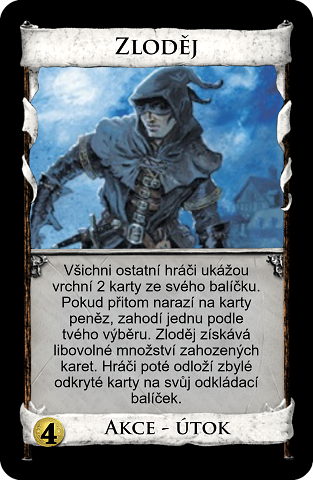 Zloděj
Všichni ostatní hráči ukážou
vrchní 2 karty ze svého balíčku.
Pokud přitom narazí na karty
peněz, zahodí jednu podle
tvého výběru. Zloděj získává
libovolné množství zahozených
karet. Hráči poté odloží zbylé
odkryté karty na svůj odkládací
balíček.
4
Akce - útok